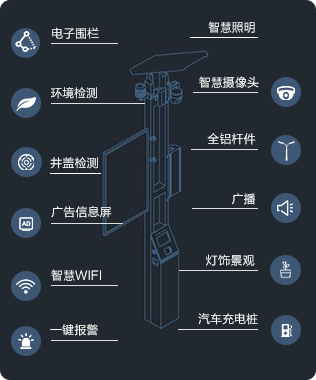 电子围栏
智慧照明
环境检测
智慧摄像头
井盖检测
全铝杆件
广告信息屏
AD
广播
智慧WIFI
灯饰景观
一键报警
汽车充电桩